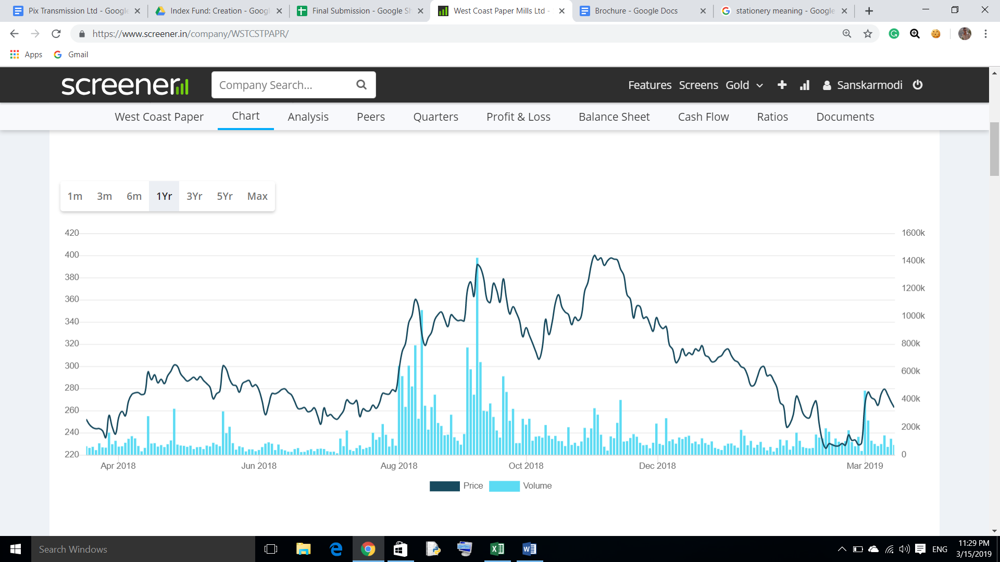 Pix Transmission Ltd - Google
Index Fund: Creation - Googl
Final Submission - Google Sh
West Coast Paper Mills Ltd -
Brochure - Google Docs
stationery meaning - Google
https://www.screener.in/company/WSTCSTPAPR/
Apps
Gmail
screener
Company Search...
Features Screens Gold
Sanskarmodi
West Coast Paper Chart Analysis Peers Quarters Profit & Loss Balance Sheet Cash Flow Ratios Documents
1m 3m 6m 1Yr 3Yr 5Yr Max
420 1600k
400 1400k
380
1200k
360
340 1000k
320 800k
300
600k
280
400k
260
240 200k
220 0
Apr 2018 Jun 2018 Aug 2018 Oct 2018 Dec 2018 Mar 2019
Price Volume
Search Windows
ENG
11:29 PM
3/15/2019